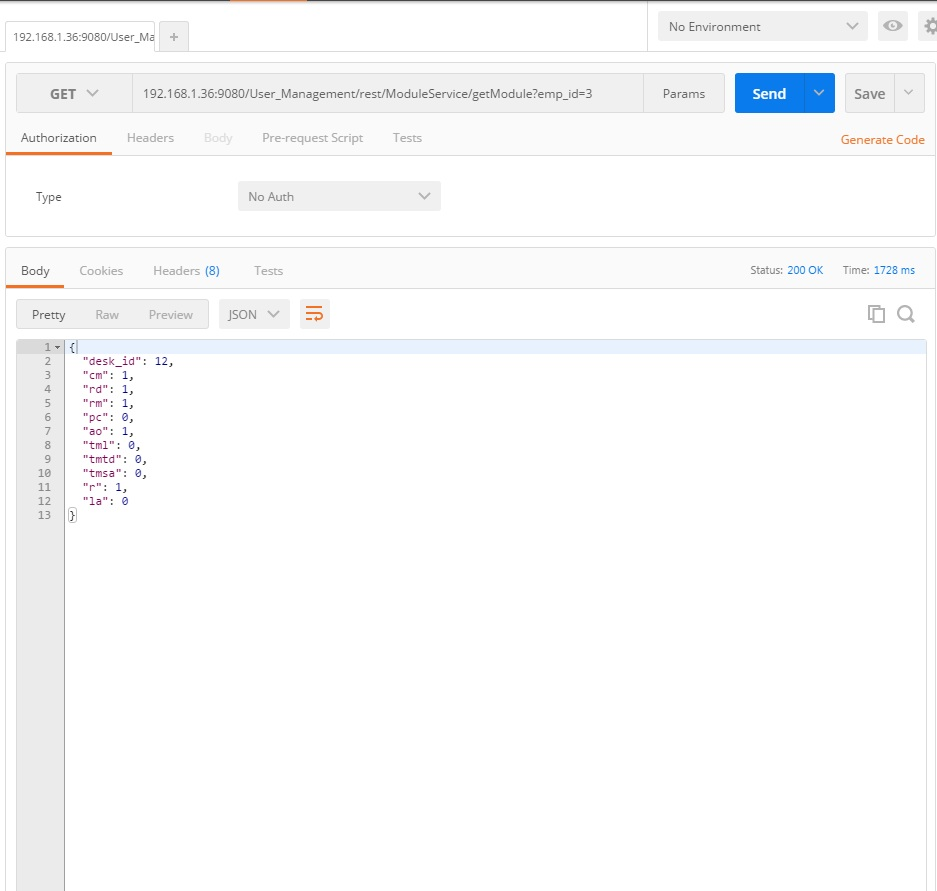 No Environment
192.168.1.36:9080/User_Ma
+
GET 192.168.1.36:9080/User_Management/rest/ModuleService/getModule?emp_id=3 Params Send Save
Authorization Headers Body Pre-request Script Tests Generate Code
Type No Auth
Body Cookies Headers (8) Tests Status: 200 OK Time: 1728 ms
Pretty Raw Preview JSON
1 {
2 "desk_id": 12,
3 "cm": 1,
4 "rd": 1,
5 "rm": 1,
6 "pc": 0,
7 "ao": 1,
8 "tml": 0,
9 "tmtd": 0,
10 "tmsa": 0,
11 "r": 1,
12 "la": 0
13 }